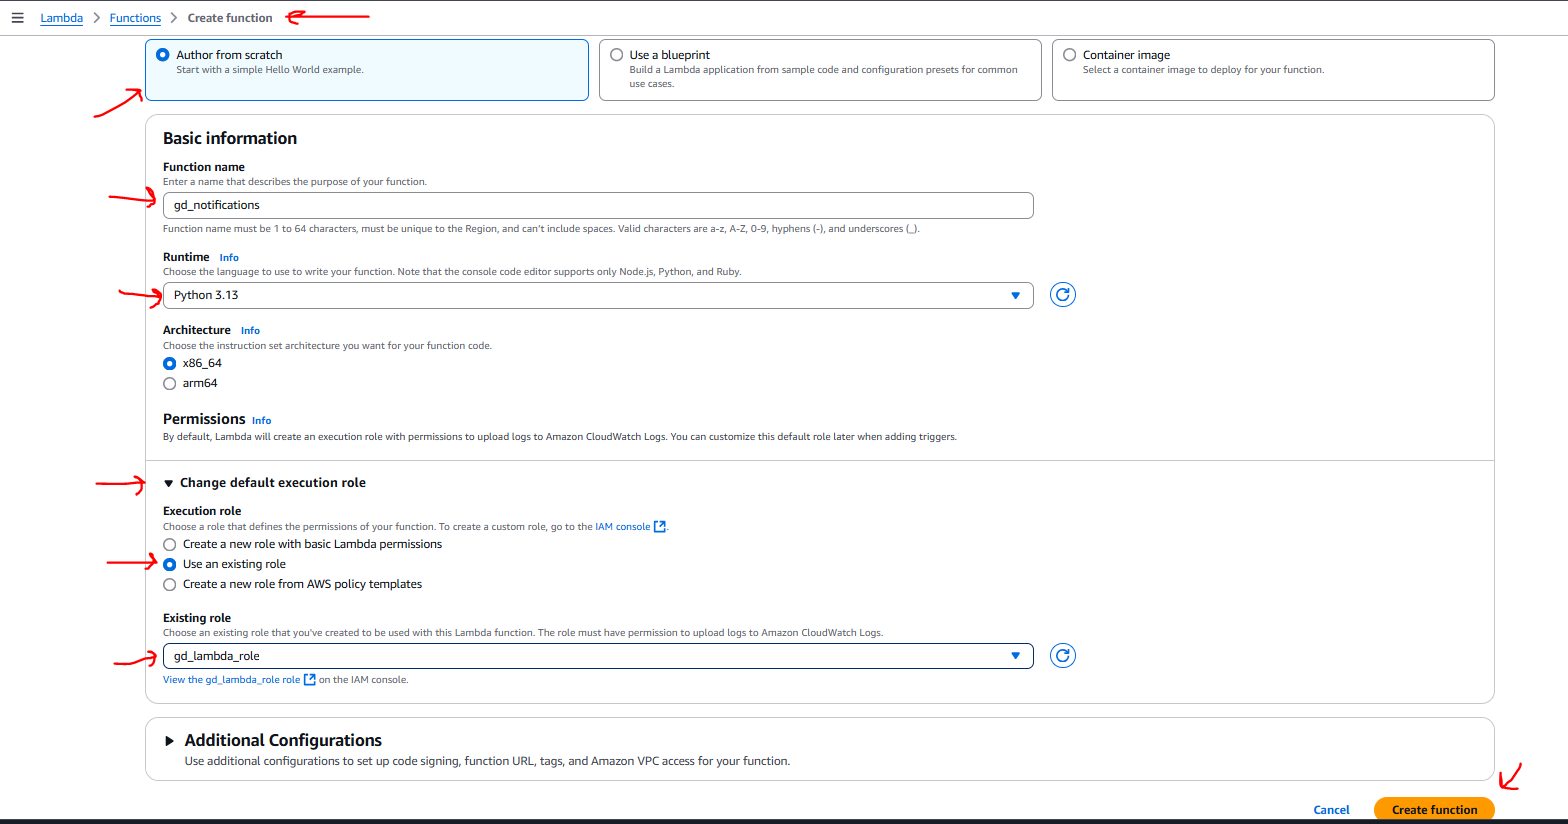 Lambda > Functions > Create function
Author from scratch
Start with a simple Hello World example.
Use a blueprint
Build a Lambda application from sample code and configuration presets for common
use cases.
Container image
Select a container image to deploy for your function.
Basic information
Function name
Enter a name that describes the purpose of your function.
gd_notifications
Function name must be 1 to 64 characters, must be unique to the Region, and can't include spaces. Valid characters are a-z, A-Z, 0-9, hyphens (-), and underscores (_).
Runtime Info
Choose the language to use to write your function. Note that the console code editor supports only Node.js, Python, and Ruby.
Python 3.13
Architecture Info
Choose the instruction set architecture you want for your function code.
x86_64
arm64
Permissions Info
By default, Lambda will create an execution role with permissions to upload logs to Amazon CloudWatch Logs. You can customize this default role later when adding triggers.
Change default execution role
Execution role
Choose a role that defines the permissions of your function. To create a custom role, go to the IAM console.
Create a new role with basic Lambda permissions
Use an existing role
Create a new role from AWS policy templates
Existing role
Choose an existing role that you've created to be used with this Lambda function. The role must have permission to upload logs to Amazon CloudWatch Logs.
gd_lambda_role
View the gd_lambda_role role on the IAM console.
Additional Configurations
Use additional configurations to set up code signing, function URL, tags, and Amazon VPC access for your function.
Cancel
Create function